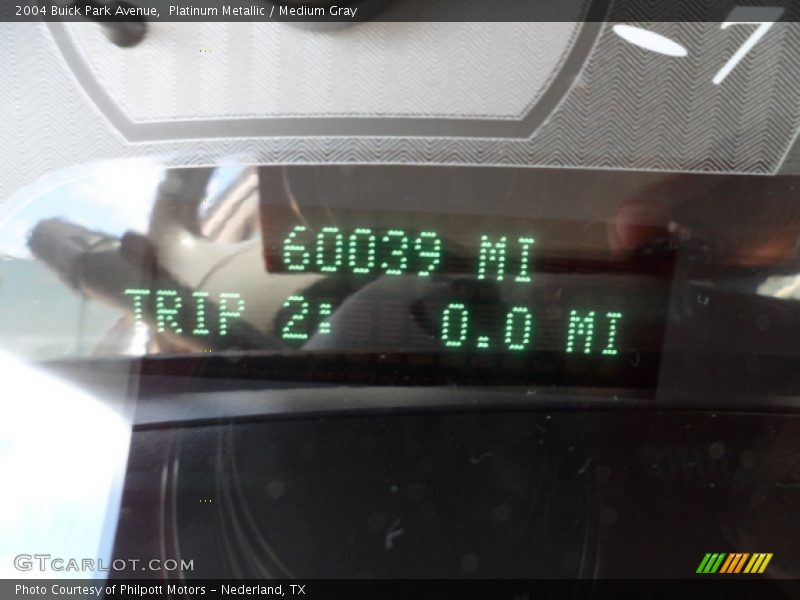 2004 Buick Park Avenue,  Platinum Metallic / Medium Gray
60039 MI
TRIP 2: 0.0 MI
GTCARLOT.COM
Photo Courtesy of Philpott Motors - Nederland, TX